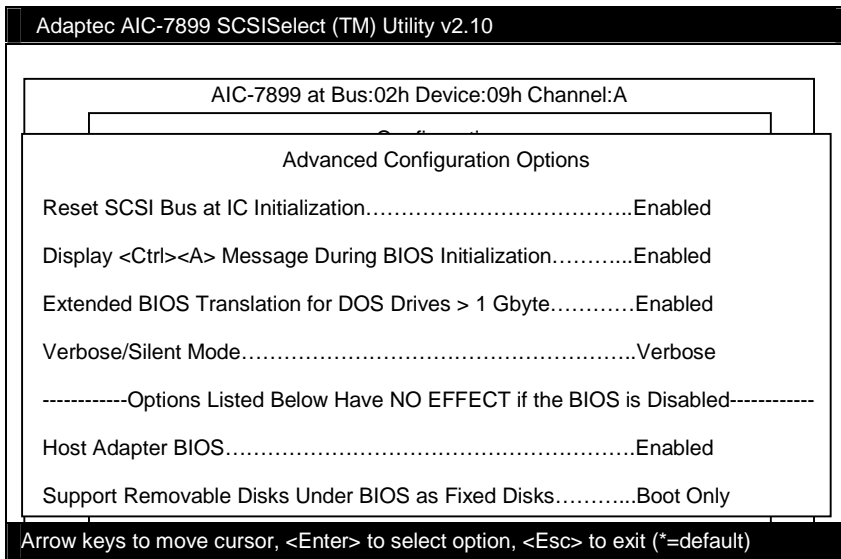 Adaptec AIC-7899 SCSISelect (TM) Utility v2.10
AIC-7899 at Bus:02h Device:09h Channel:A
Advanced Configuration Options
Reset SCSI Bus at IC Initialization…………………………………..Enabled
Display <Ctrl><A> Message During BIOS Initialization………....Enabled
Extended BIOS Translation for DOS Drives > 1 Gbyte…………Enabled
Verbose/Silent Mode………………………………………………..Verbose
------------Options Listed Below Have NO EFFECT if the BIOS is Disabled------------
Host Adapter BIOS………………………………………………….Enabled
Support Removable Disks Under BIOS as Fixed Disks………...Boot Only
Arrow keys to move cursor, <Enter> to select option, <Esc> to exit (*=default)